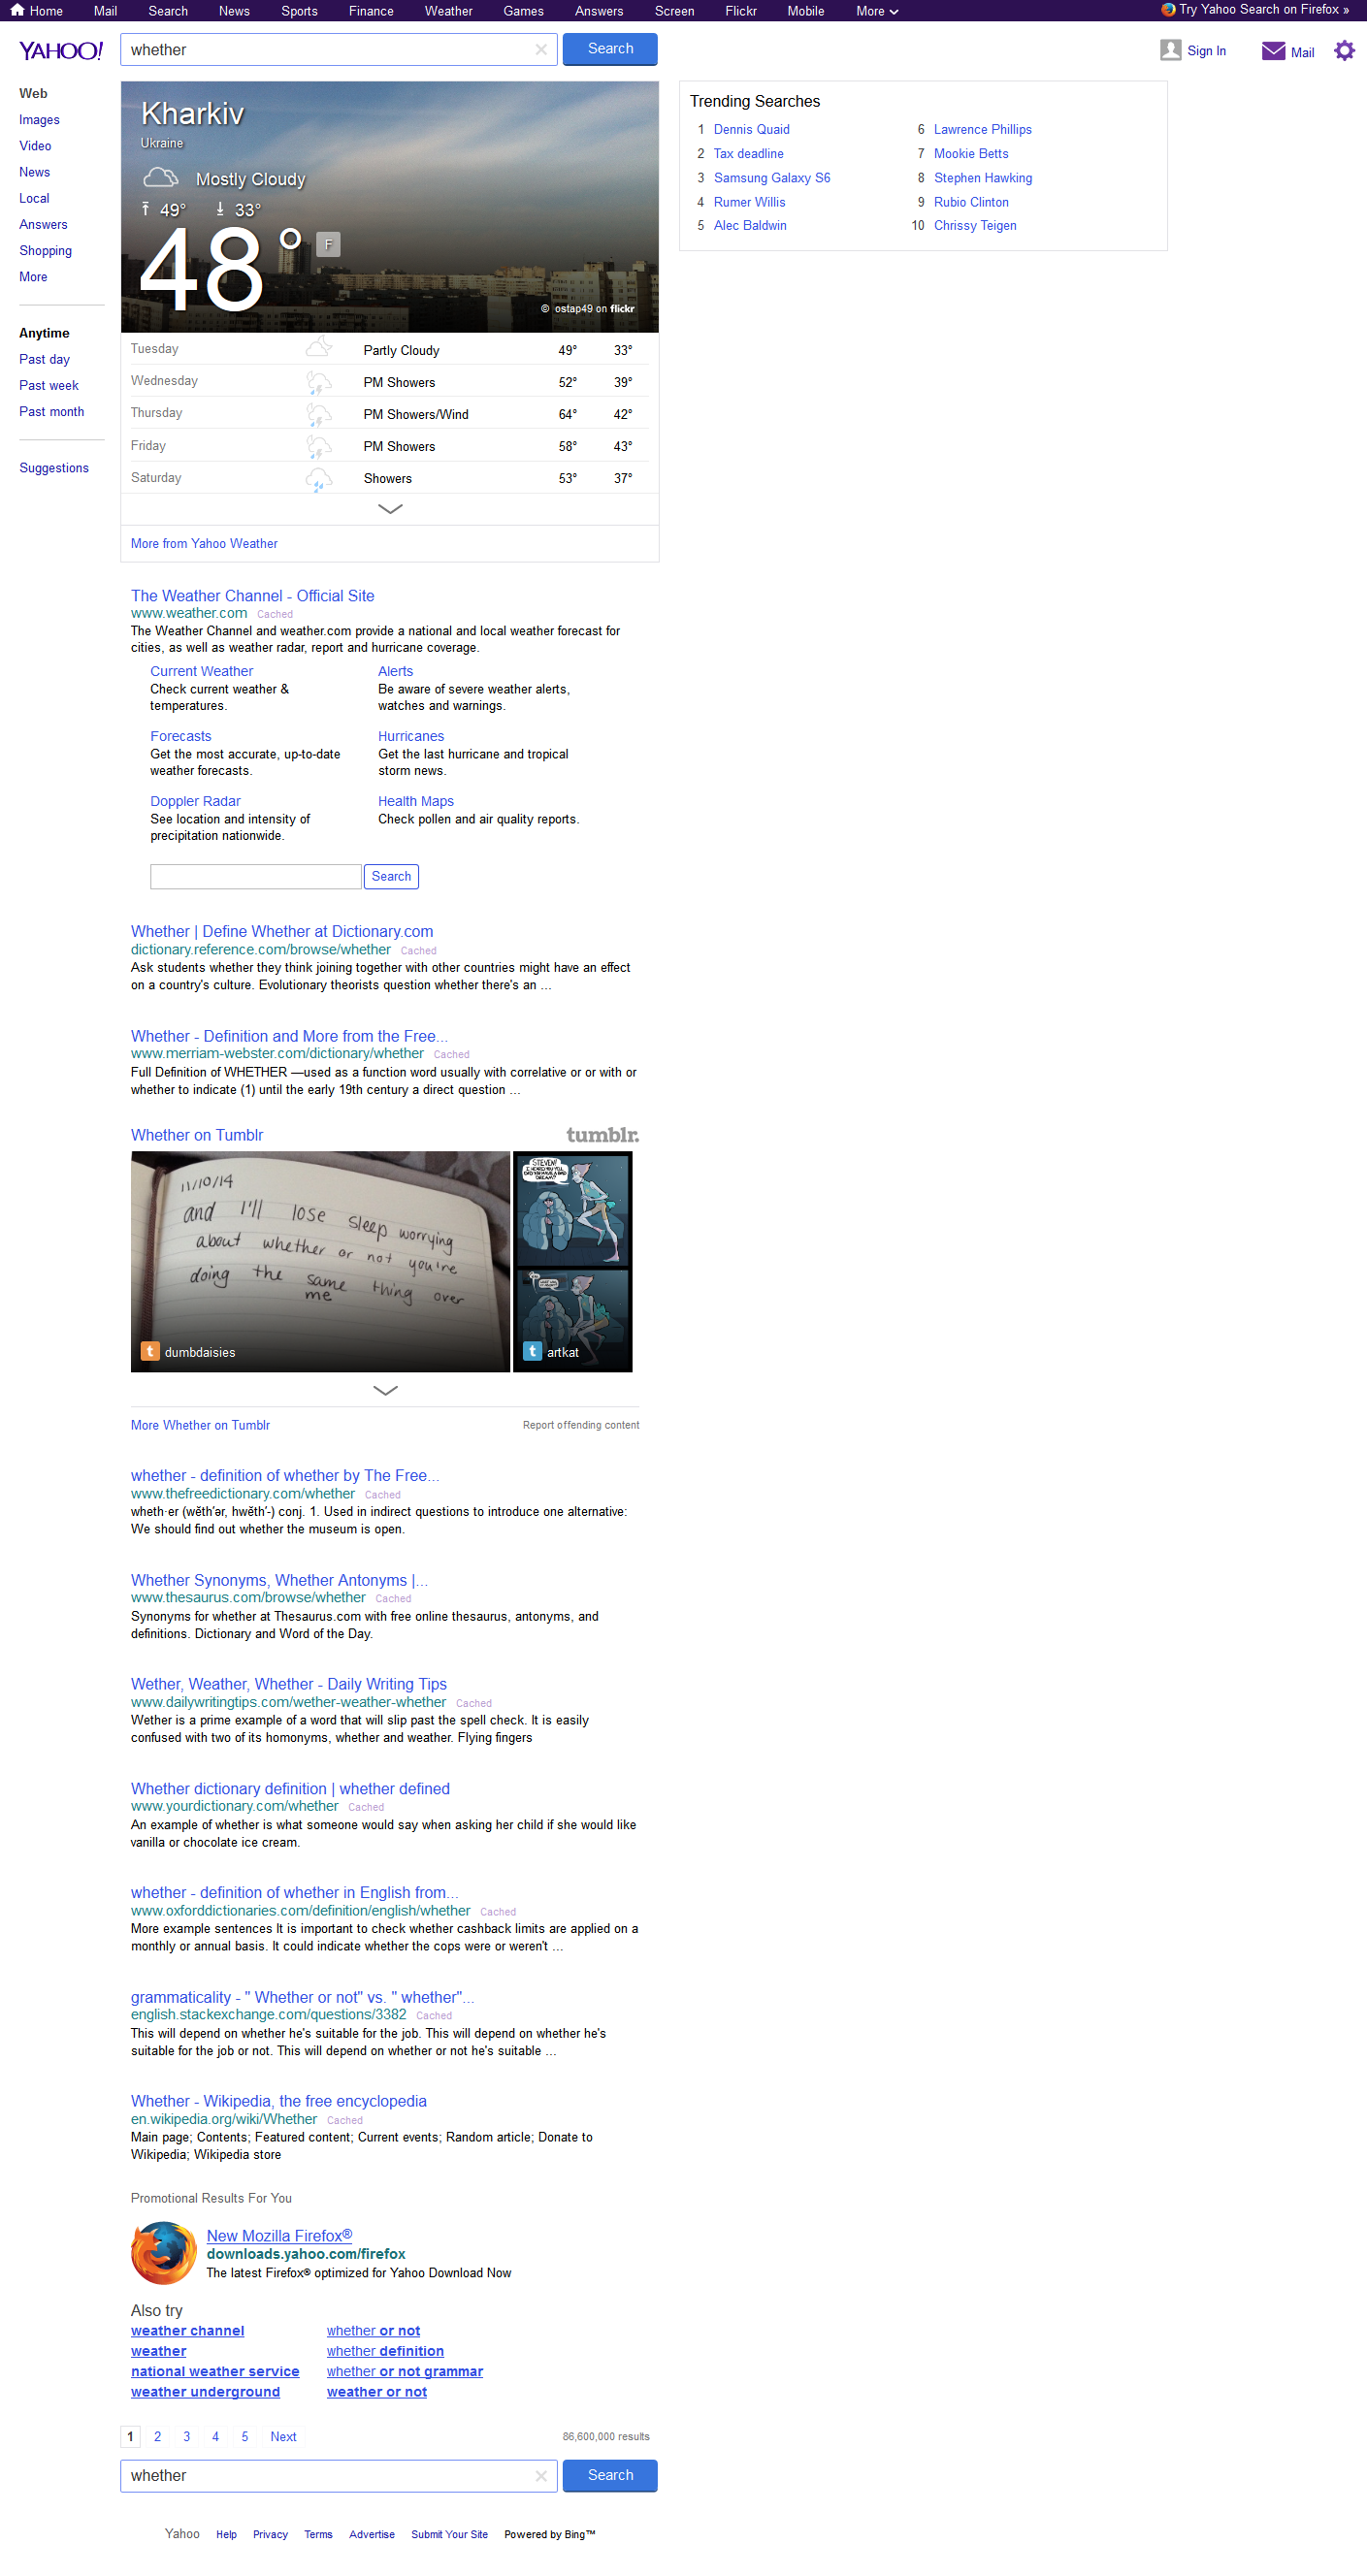 Home Mail Search News Sports Finance Weather Games Answers Screen Flickr Mobile More Try Yahoo Search on Firefox »
YAHOO! whether Search Sign In Mail
Web
Images
Video
News
Local
Answers
Shopping
More
Anytime
Past day
Past week
Past month
Suggestions
Kharkiv
Ukraine
Mostly Cloudy
49° 33°
48° F
© ostap49 on flickr
Tuesday Partly Cloudy 49° 33°
Wednesday PM Showers 52° 39°
Thursday PM Showers/Wind 64° 42°
Friday PM Showers 58° 43°
Saturday Showers 53° 37°
More from Yahoo Weather
Trending Searches
1 Dennis Quaid 6 Lawrence Phillips
2 Tax deadline 7 Mookie Betts
3 Samsung Galaxy S6 8 Stephen Hawking
4 Rumer Willis 9 Rubio Clinton
5 Alec Baldwin 10 Chrissy Teigen
The Weather Channel - Official Site
www.weather.com Cached
The Weather Channel and weather.com provide a national and local weather forecast for
cities, as well as weather radar, report and hurricane coverage.
Current Weather
Check current weather &
temperatures.
Alerts
Be aware of severe weather alerts,
watches and warnings.
Forecasts
Get the most accurate, up-to-date
weather forecasts.
Hurricanes
Get the last hurricane and tropical
storm news.
Doppler Radar
See location and intensity of
precipitation nationwide.
Health Maps
Check pollen and air quality reports.
Search
Whether | Define Whether at Dictionary.com
dictionary.reference.com/browse/whether Cached
Ask students whether they think joining together with other countries might have an effect
on a country's culture. Evolutionary theorists question whether there's an ...
Whether - Definition and More from the Free...
www.merriam-webster.com/dictionary/whether Cached
Full Definition of WHETHER —used as a function word usually with correlative or or with or
whether to indicate (1) until the early 19th century a direct question ...
Whether on Tumblr tumblr.
11/10/14
and I'll lose sleep worrying
about whether or not you're
doing the same thing over
me
dumbdaisies
STEVEN!
artkat
More Whether on Tumblr Report offending content
whether - definition of whether by The Free...
www.thefreedictionary.com/whether Cached
wheth·er (wĕth′ər, hwĕth′-) conj. 1. Used in indirect questions to introduce one alternative:
We should find out whether the museum is open.
Whether Synonyms, Whether Antonyms |...
www.thesaurus.com/browse/whether Cached
Synonyms for whether at Thesaurus.com with free online thesaurus, antonyms, and
definitions. Dictionary and Word of the Day.
Wether, Weather, Whether - Daily Writing Tips
www.dailywritingtips.com/wether-weather-whether Cached
Wether is a prime example of a word that will slip past the spell check. It is easily
confused with two of its homonyms, whether and weather. Flying fingers
Whether dictionary definition | whether defined
www.yourdictionary.com/whether Cached
An example of whether is what someone would say when asking her child if she would like
vanilla or chocolate ice cream.
whether - definition of whether in English from...
www.oxforddictionaries.com/definition/english/whether Cached
More example sentences It is important to check whether cashback limits are applied on a
monthly or annual basis. It could indicate whether the cops were or weren't ...
grammaticality - " Whether or not" vs. " whether"...
english.stackexchange.com/questions/3382 Cached
This will depend on whether he's suitable for the job. This will depend on whether he's
suitable for the job or not. This will depend on whether or not he's suitable ...
Whether - Wikipedia, the free encyclopedia
en.wikipedia.org/wiki/Whether Cached
Main page; Contents; Featured content; Current events; Random article; Donate to
Wikipedia; Wikipedia store
Promotional Results For You
New Mozilla Firefox®
downloads.yahoo.com/firefox
The latest Firefox® optimized for Yahoo Download Now
Also try
weather channel whether or not
weather whether definition
national weather service whether or not grammar
weather underground weather or not
1 2 3 4 5 Next 86,600,000 results
whether Search
Yahoo Help Privacy Terms Advertise Submit Your Site Powered by Bing™